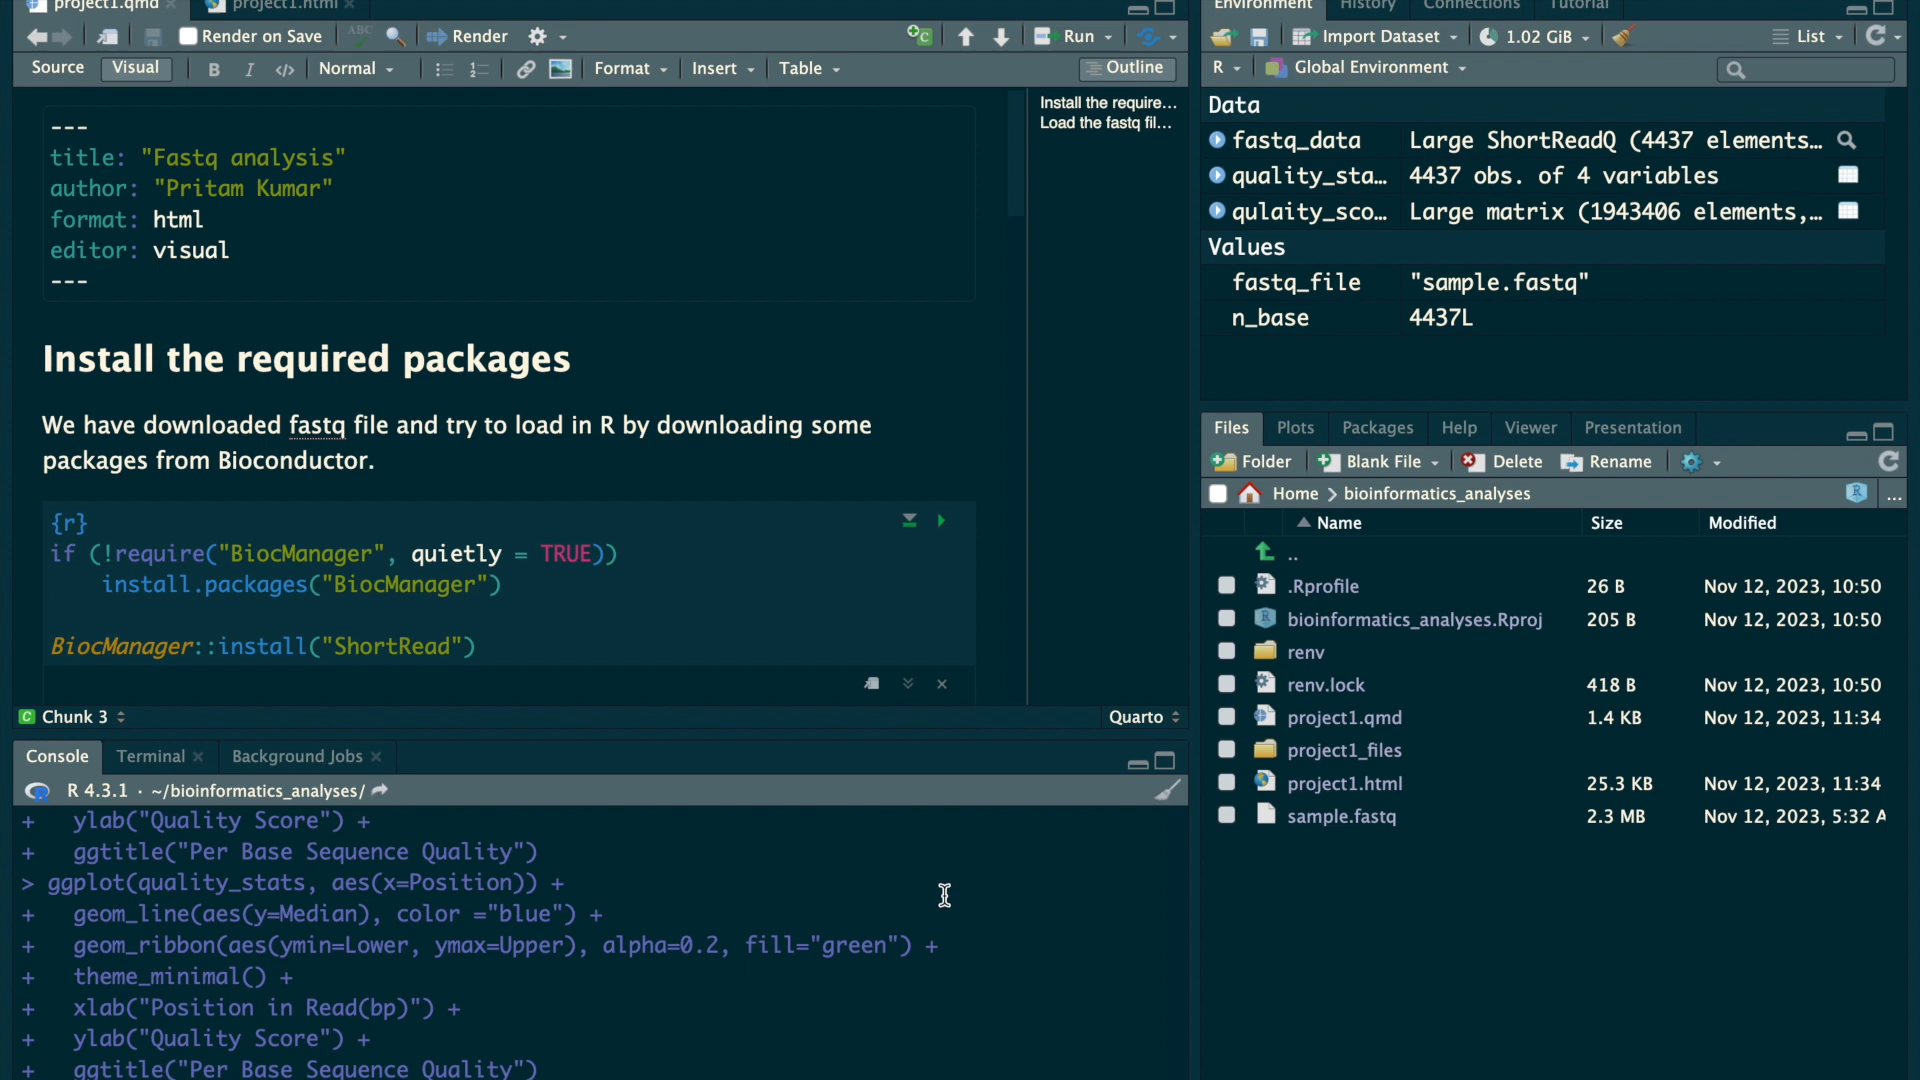 project1.qmd
project1.html
Render on Save
ABC
Render
Run
Source
Visual
B
I
</>
Normal
Format
Insert
Table
Outline
---
title: "Fastq analysis"
author: "Pritam Kumar"
format: html
editor: visual
---
Install the required packages
We have downloaded fastq file and try to load in R by downloading some
packages from Bioconductor.
{r}
if (!require("BiocManager", quietly = TRUE))
install.packages("BiocManager")
BiocManager::install("ShortRead")
Install the require...
Load the fastq fil...
C Chunk 3
Quarto
Console
Terminal
Background Jobs
R 4.3.1 · ~/bioinformatics_analyses/
+ ylab("Quality Score") +
+ ggtitle("Per Base Sequence Quality")
> ggplot(quality_stats, aes(x=Position)) +
+ geom_line(aes(y=Median), color ="blue") +
+ geom_ribbon(aes(ymin=Lower, ymax=Upper), alpha=0.2, fill="green") +
+ theme_minimal() +
+ xlab("Position in Read(bp)") +
+ ylab("Quality Score") +
+ ggtitle("Per Base Sequence Quality")
Environment
History
Connections
Tutorial
Import Dataset
1.02 GiB
List
R
Global Environment
Data
fastq_data Large ShortReadQ (4437 elements...
quality_sta... 4437 obs. of 4 variables
qulaity_sco... Large matrix (1943406 elements,...
Values
fastq_file "sample.fastq"
n_base 4437L
Files
Plots
Packages
Help
Viewer
Presentation
Folder
Blank File
Delete
Rename
Home
bioinformatics_analyses
R
...
Name Size Modified
..
.Rprofile 26 B Nov 12, 2023, 10:50
bioinformatics_analyses.Rproj 205 B Nov 12, 2023, 10:50
renv
renv.lock 418 B Nov 12, 2023, 10:50
project1.qmd 1.4 KB Nov 12, 2023, 11:34
project1_files
project1.html 25.3 KB Nov 12, 2023, 11:34
sample.fastq 2.3 MB Nov 12, 2023, 5:32 A